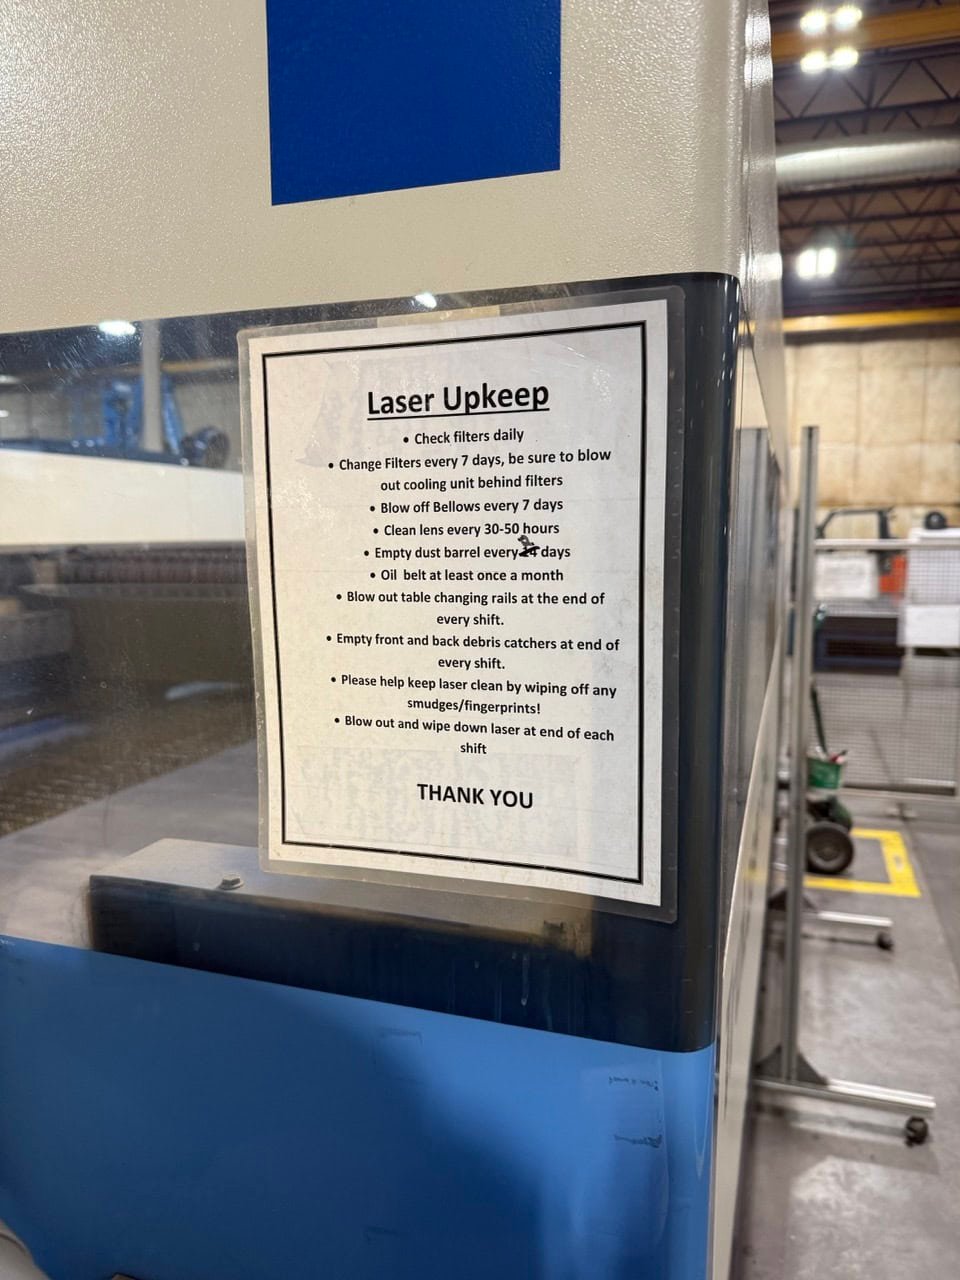 Laser Upkeep
• Check filters daily
• Change Filters every 7 days, be sure to blow
out cooling unit behind filters
• Blow off Bellows every 7 days
• Clean lens every 30-50 hours
• Empty dust barrel every days
• Oil belt at least once a month
• Blow out table changing rails at the end of
every shift.
• Empty front and back debris catchers at end of
every shift.
• Please help keep laser clean by wiping off any
smudges/fingerprints!
• Blow out and wipe down laser at end of each
shift
THANK YOU